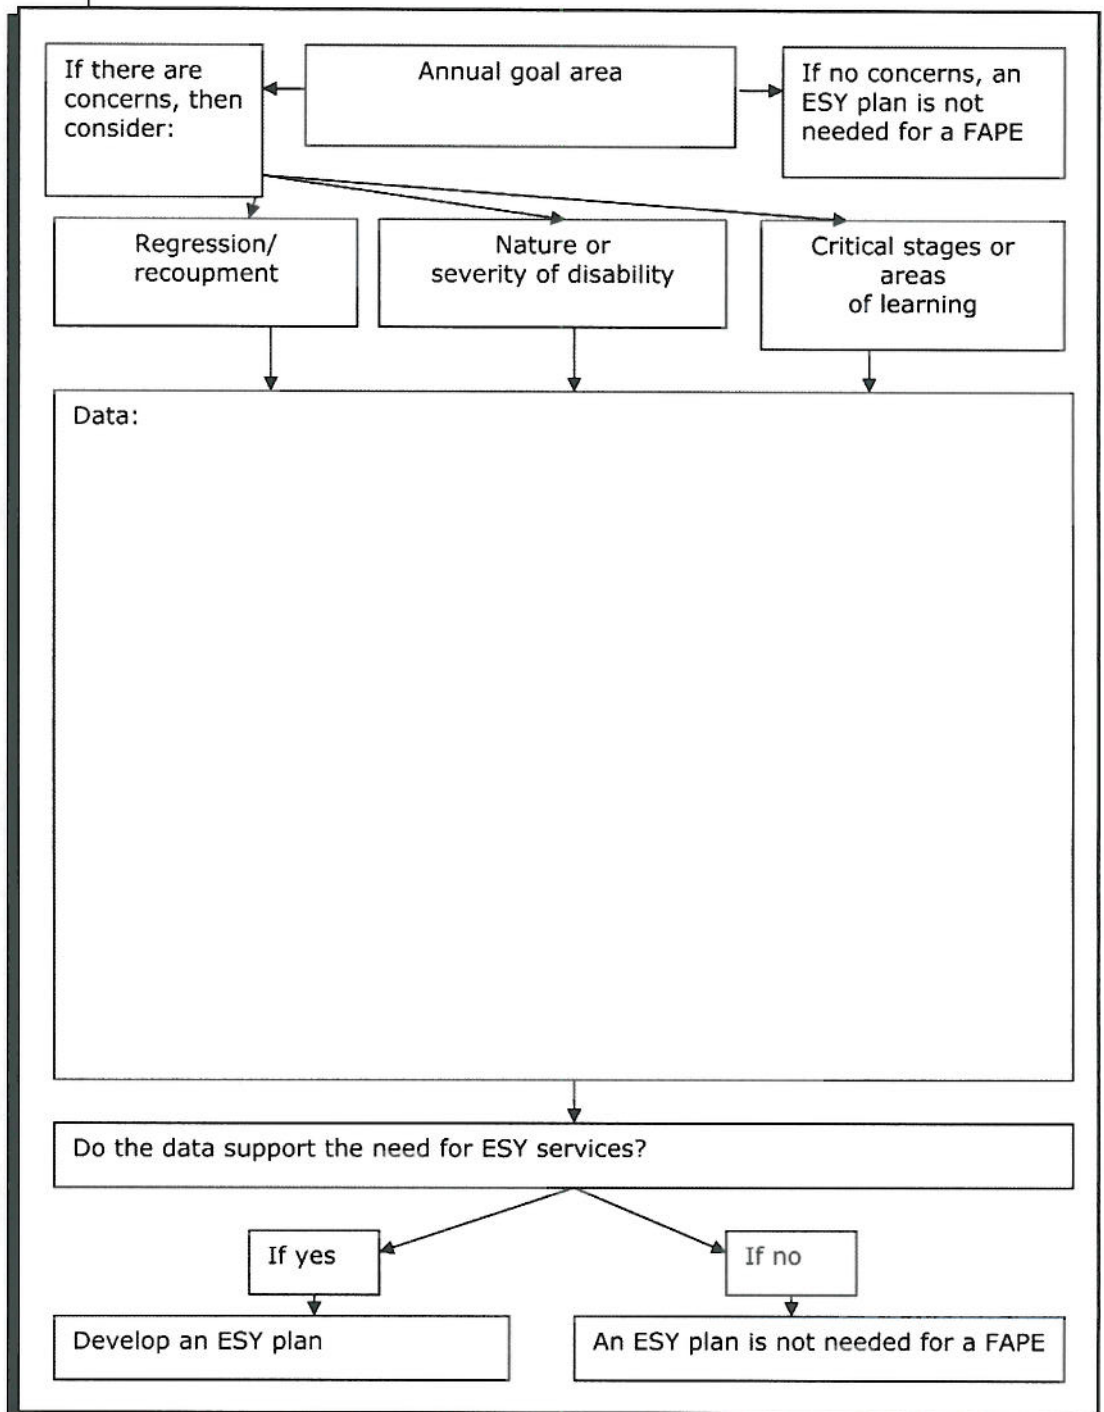 If there are
concerns, then
consider:
Annual goal area
If no concerns, an
ESY plan is not
needed for a FAPE
Regression/
recoupment
Nature or
severity of disability
Critical stages or
areas
of learning
Data:
Do the data support the need for ESY services?
If yes
If no
Develop an ESY plan
An ESY plan is not needed for a FAPE